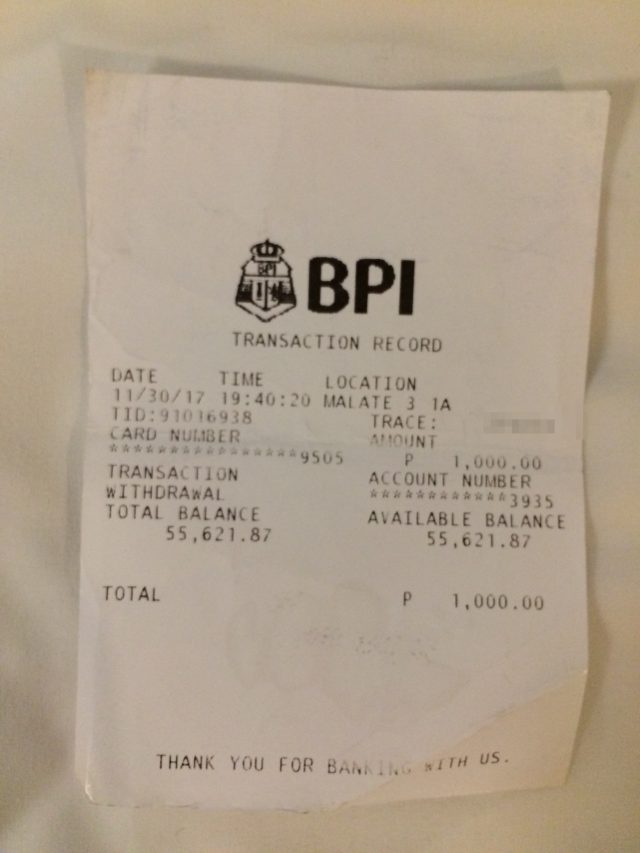 BPI
BPI
TRANSACTION RECORD
DATE TIME LOCATION
11/30/17 19:40:20 MALATE 3 1A
TID:91016938 TRACE:
CARD NUMBER AMOUNT
****************9505 P 1,000.00
TRANSACTION ACCOUNT NUMBER
WITHDRAWAL ************3935
TOTAL BALANCE AVAILABLE BALANCE
55,621.87 55,621.87
TOTAL P 1,000.00
THANK YOU FOR BANKING WITH US.